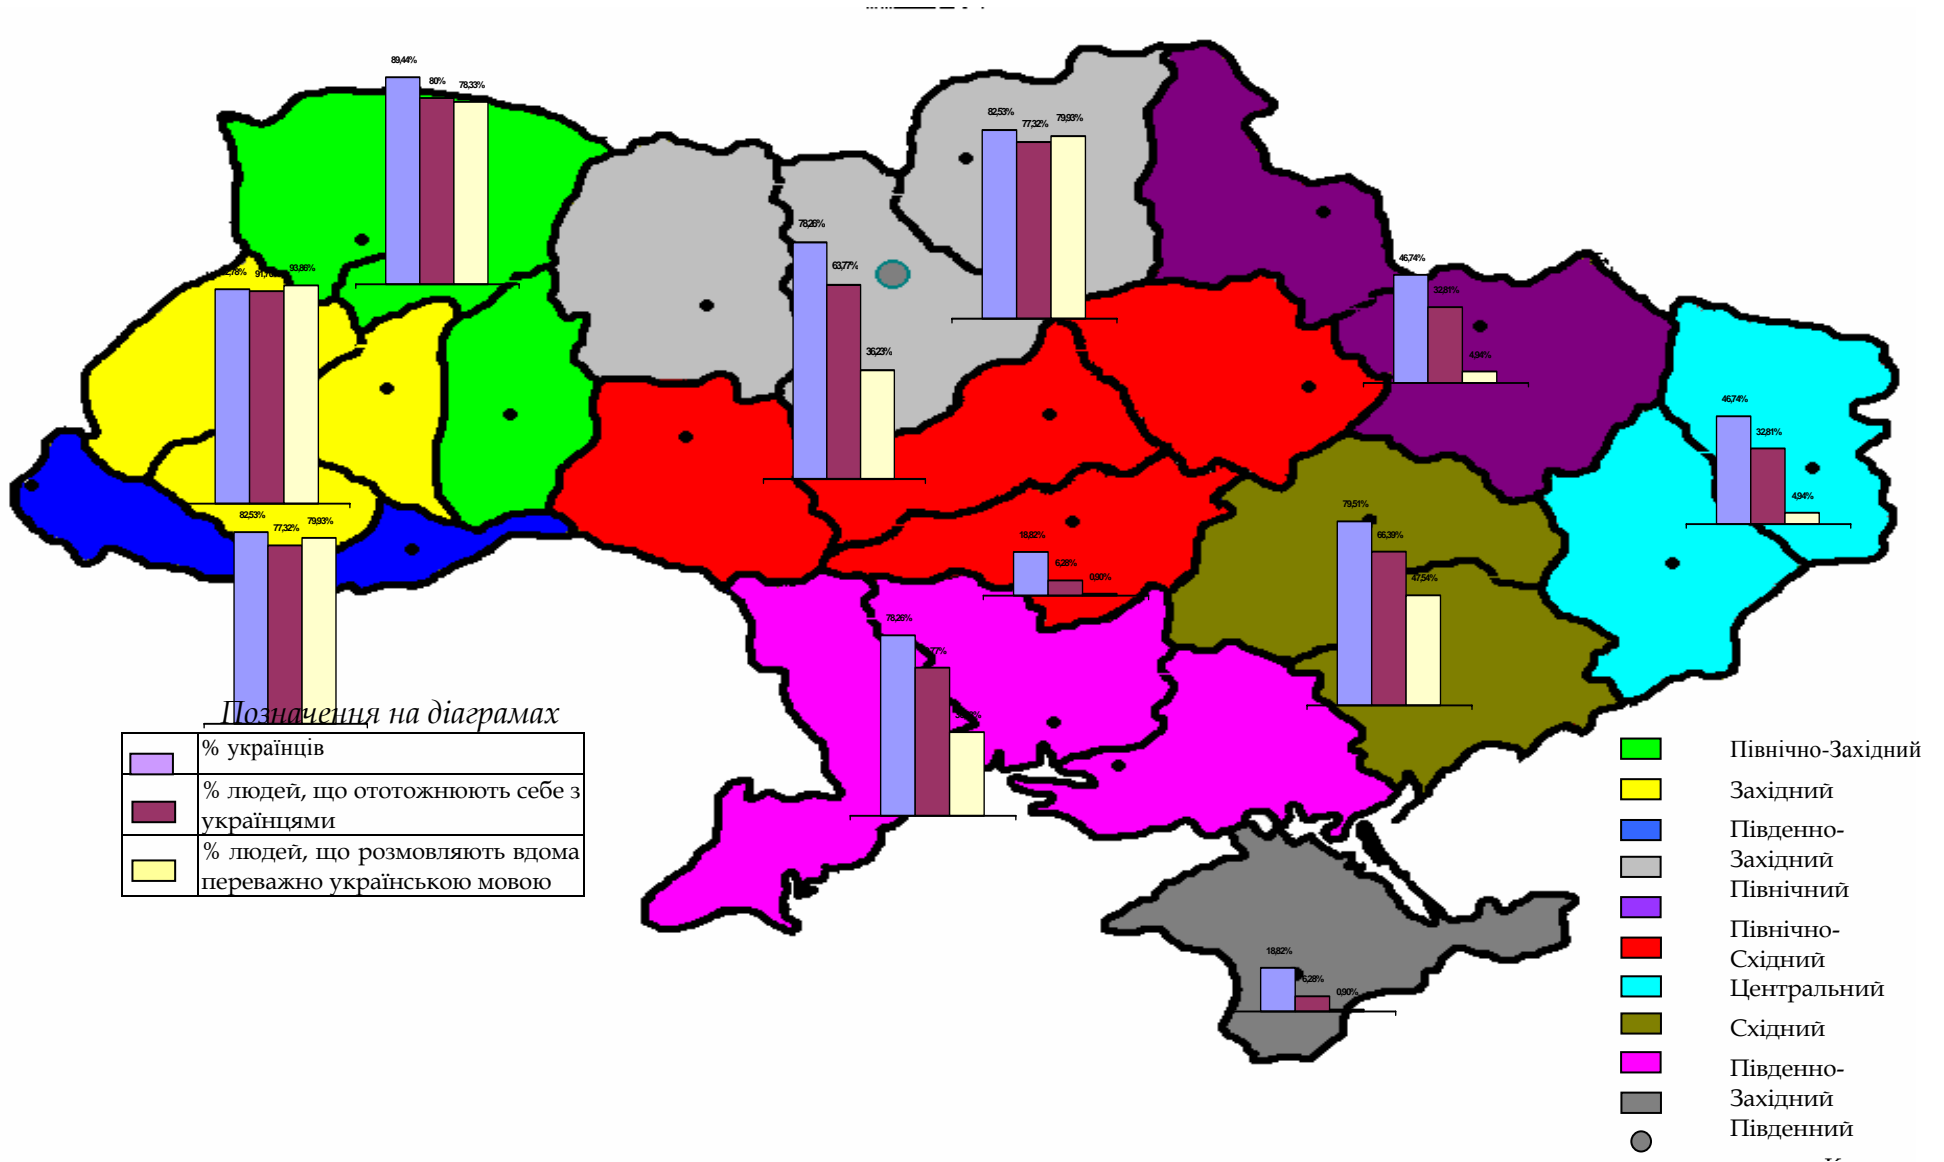 89,44%
80%
78,33%
82,53%
77,32%
79,93%
78,26%
63,77%
36,23%
93,86%
46,74%
32,81%
4,94%
46,74%
32,81%
4,94%
82,53%
77,32%
79,93%
79,51%
66,39%
47,54%
18,82%
6,28%
0,90%
78,26%
18,82%
6,28%
0,90%
Позначення на діаграмах
% українців
% людей, що ототожнюють себе з
українцями
% людей, що розмовляють вдома
переважно українською мовою
Північно-Західний
Західний
Південно-
Західний
Північний
Північно-
Східний
Центральний
Східний
Південно-
Західний
Південний